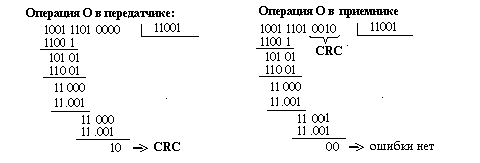 Операция О в передатчике:
1001 1101 0000 11001
1100 1
101 01
110 01
11 000
11.001
11 000
11 .001
10 –> CRC
Операция О в приемнике
1001 1101 0010 11001
1100 1
CRC
101 01
110 01
11 000
11.001
11 001
11 .001
00 –> ошибки нет